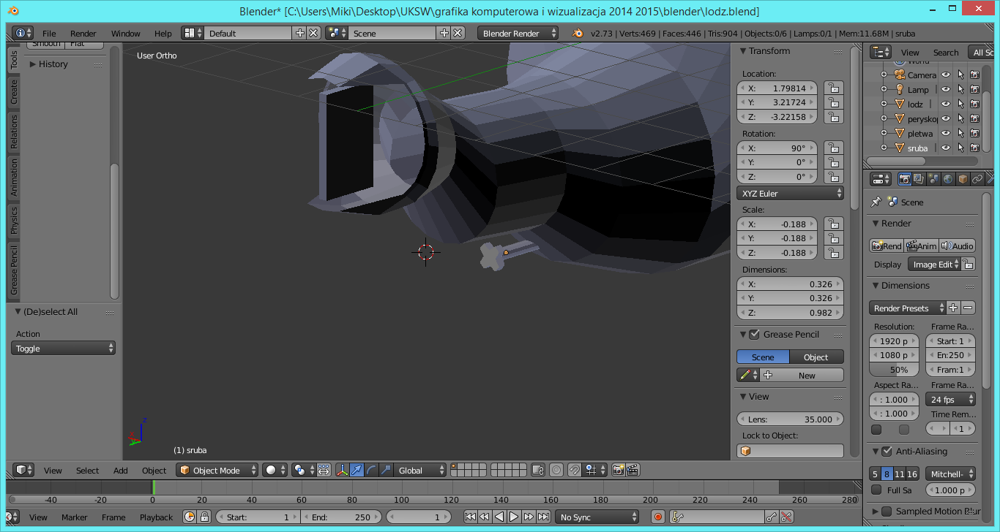 Blender* [C:\Users\Miki\Desktop\UKSW\grafika komputerowa i wizualizacja 2014 2015\blender\lodz.blend]
File Render Window Help Default Scene Blender Render v2.73 | Verts:469 | Faces:446 | Tris:904 | Objects:0/6 | Lamps:0/1 | Mem:11.68M | sruba
Smooth Flat
History
Tools
Create
Relations
Animation
Physics
Grease Pencil
(De)select All
Action
Toggle
User Ortho
z
(1) sruba
Transform
Location:
X: 1.79814
Y: 3.21724
Z: -3.22158
Rotation:
X: 90°
Y: 0°
Z: 0°
XYZ Euler
Scale:
X: -0.188
Y: -0.188
Z: -0.188
Dimensions:
X: 0.326
Y: 0.326
Z: 0.982
Grease Pencil
Scene Object
New
View
Lens: 35.000
Lock to Object:
View Search All Sc
World
Camera
Lamp
lodz
perysko
pletwa
sruba
Scene
Render
Rend Anim Audio
Display Image Edit
Dimensions
Render Presets
Resolution: Frame Ra...
1920 p Start: 1
1080 p En:250
50% Fram:1
Aspect Ra... Frame Ra...
: 1.000 24 fps
: 1.000 Time Rem...
1
Anti-Aliasing
5 8 11 16 Mitchell-
Full Sa 1.000 p
Sampled Motion Blur
View Select Add Object Object Mode Global
-40 -20 0 20 40 60 80 100 120 140 160 180 200 220 240 260 280
View Marker Frame Playback Start: 1 End: 250 1 No Sync